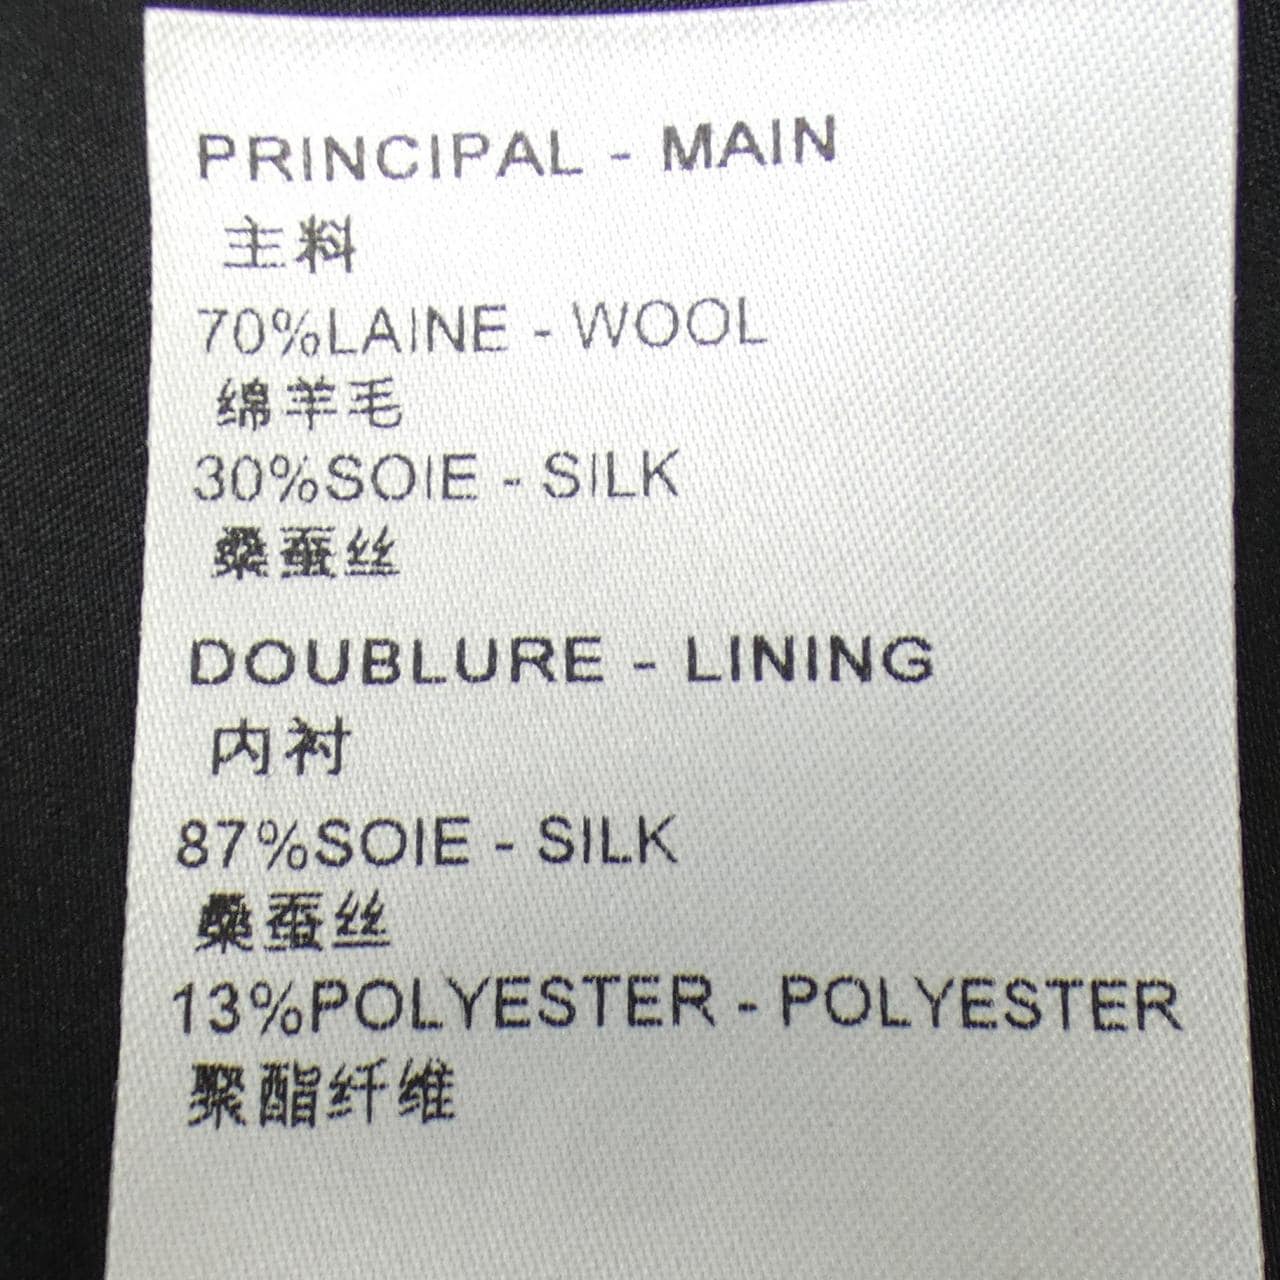 PRINCIPAL - MAIN
主料
70%LAINE - WOOL
绵羊毛
30%SOIE - SILK
桑蚕丝
DOUBLURE - LINING
内衬
87%SOIE - SILK
桑蚕丝
13%POLYESTER - POLYESTER
聚酯纤维